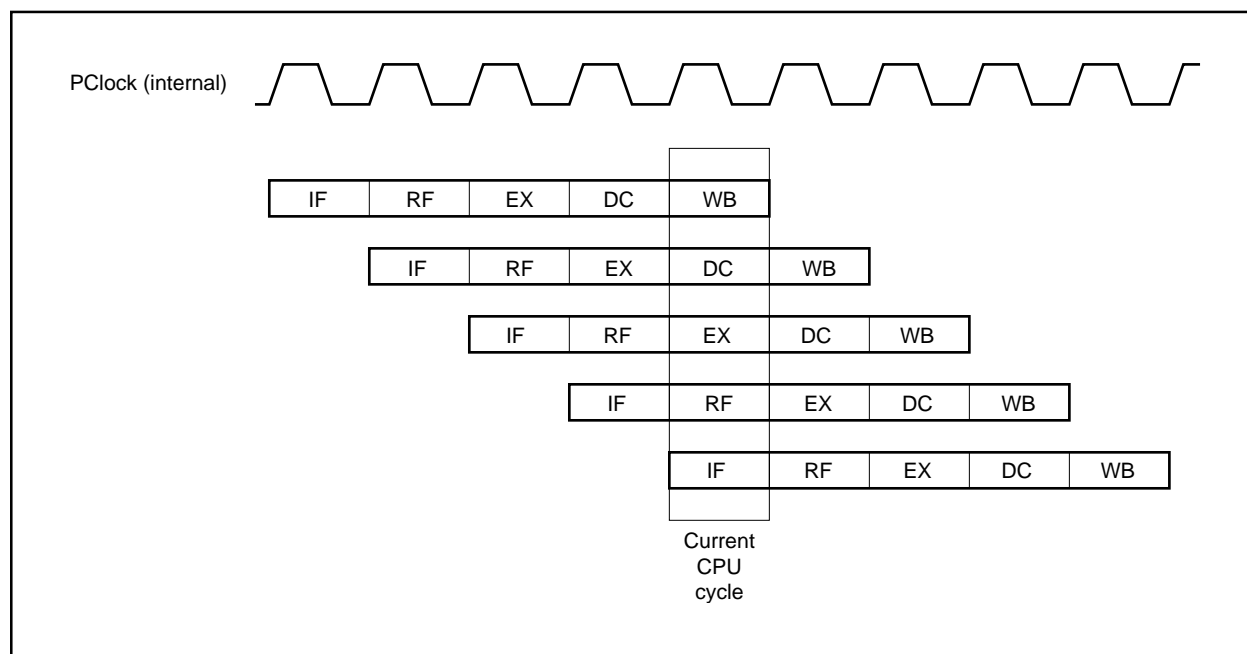 PClock (internal)
IF RF EX DC WB
IF RF EX DC WB
IF RF EX DC WB
IF RF EX DC WB
IF RF EX DC WB
Current
CPU
cycle